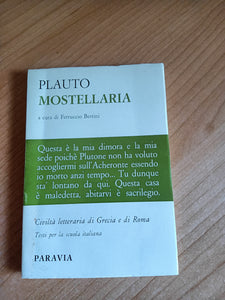 PLAUTO
MOSTELLARIA
a cura di Ferruccio Bertini
Questa è la mia dimora e la mia
sede poichè Plutone non ha voluto
accogliermi sull'Acheronte essendo
io morto anzi tempo... Tu dunque
sta' lontano da qui. Questa casa
è maledetta, abitarvi è sacrilegio.
Civiltà letteraria di Grecia e di Roma
Testi per la scuola italiana
PARAVIA